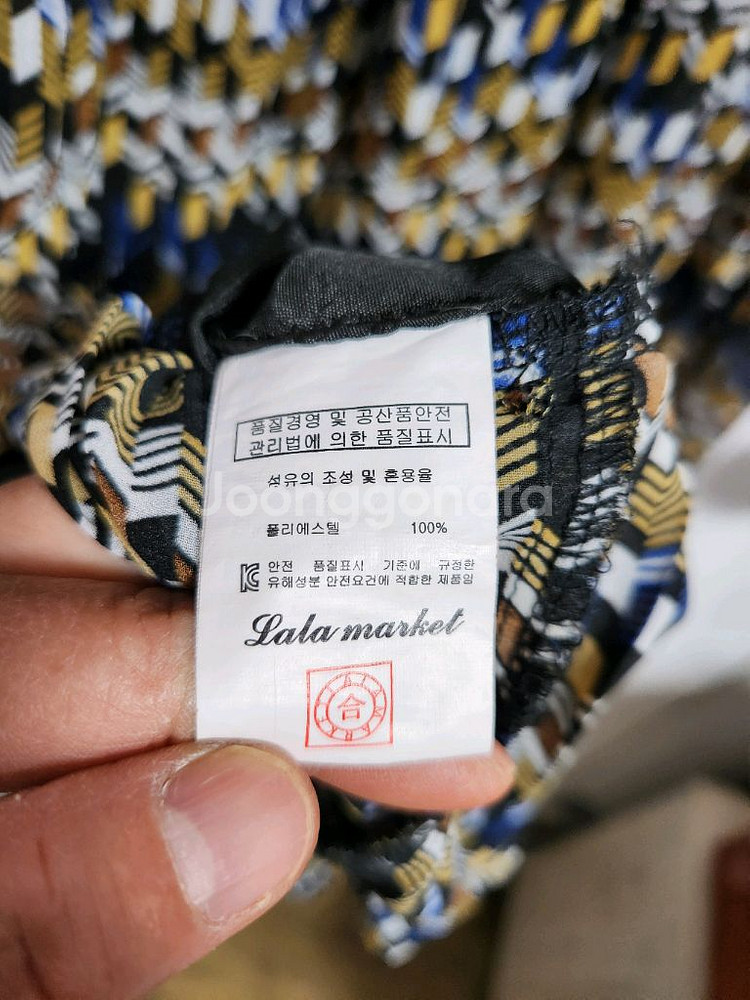 품질경영 및 공산품안전
관리법에 의한 품질표시
섬유의 조성 및 혼용율
Joonggonara
폴리에스텔 100%
안전 품질표시 기준에 규정한
유해성분 안전요건에 적합한 제품임
Lala market
LALAMARKET
合